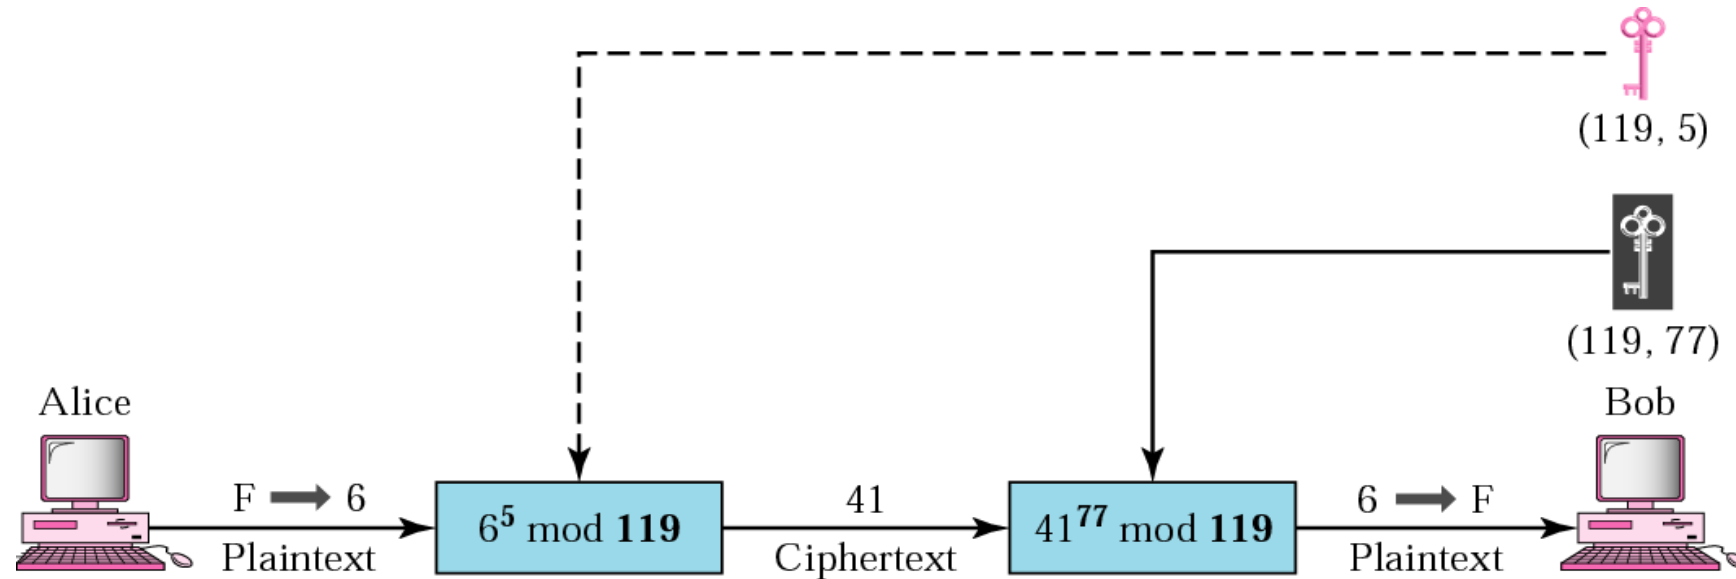 (119, 5)
(119, 77)
Alice
Bob
F → 6
6⁵ mod 119
41
41⁷⁷ mod 119
6 → F
Plaintext
Ciphertext
Plaintext